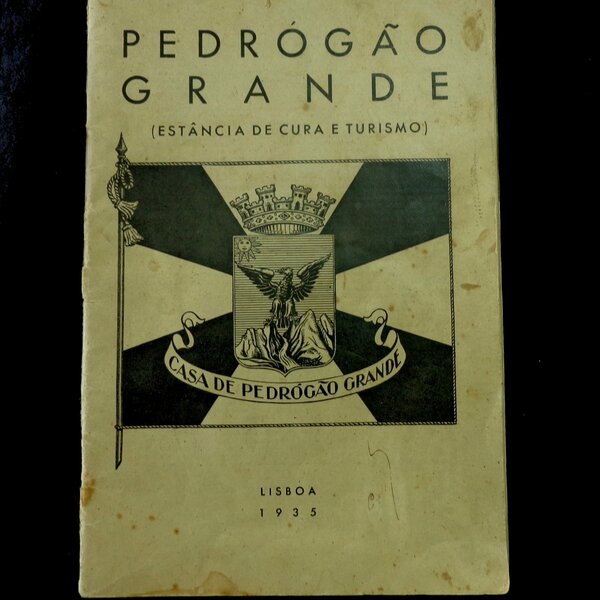 PEDRÓGÃO
GRANDE
(ESTÂNCIA DE CURA E TURISMO)
CASA DE PEDRÓGÃO GRANDE
LISBOA
1935